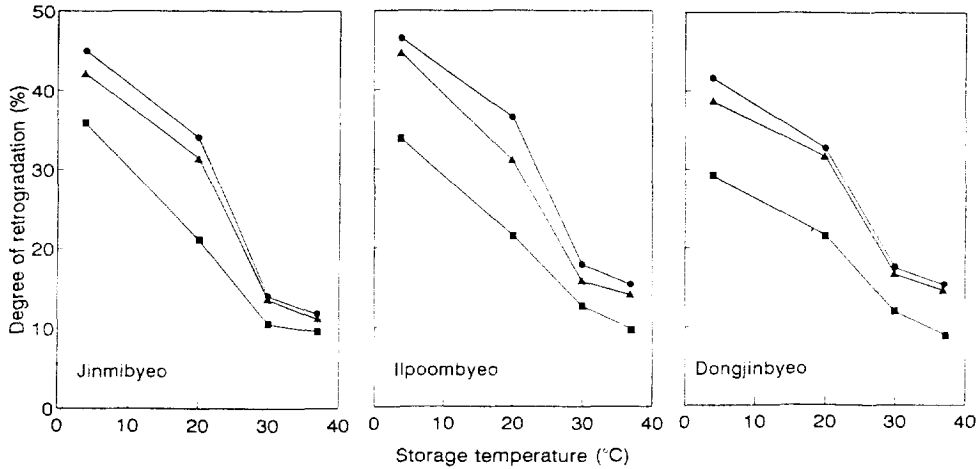 Degree of retrogradation (%)
50
40
30
20
10
0
Jinmibyeo
Ilpoombyeo
Dongjinbyeo
0 10 20 30 40
0 10 20 30 40
0 10 20 30 40
Storage temperature (°C)